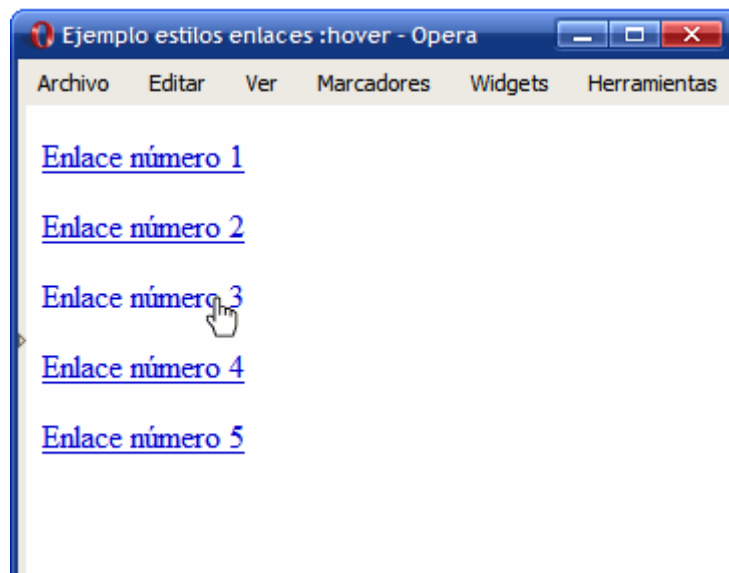 Ejemplo estilos enlaces :hover - Opera
Archivo Editar Ver Marcadores Widgets Herramientas
Enlace número 1
Enlace número 2
Enlace número 3
Enlace número 4
Enlace número 5